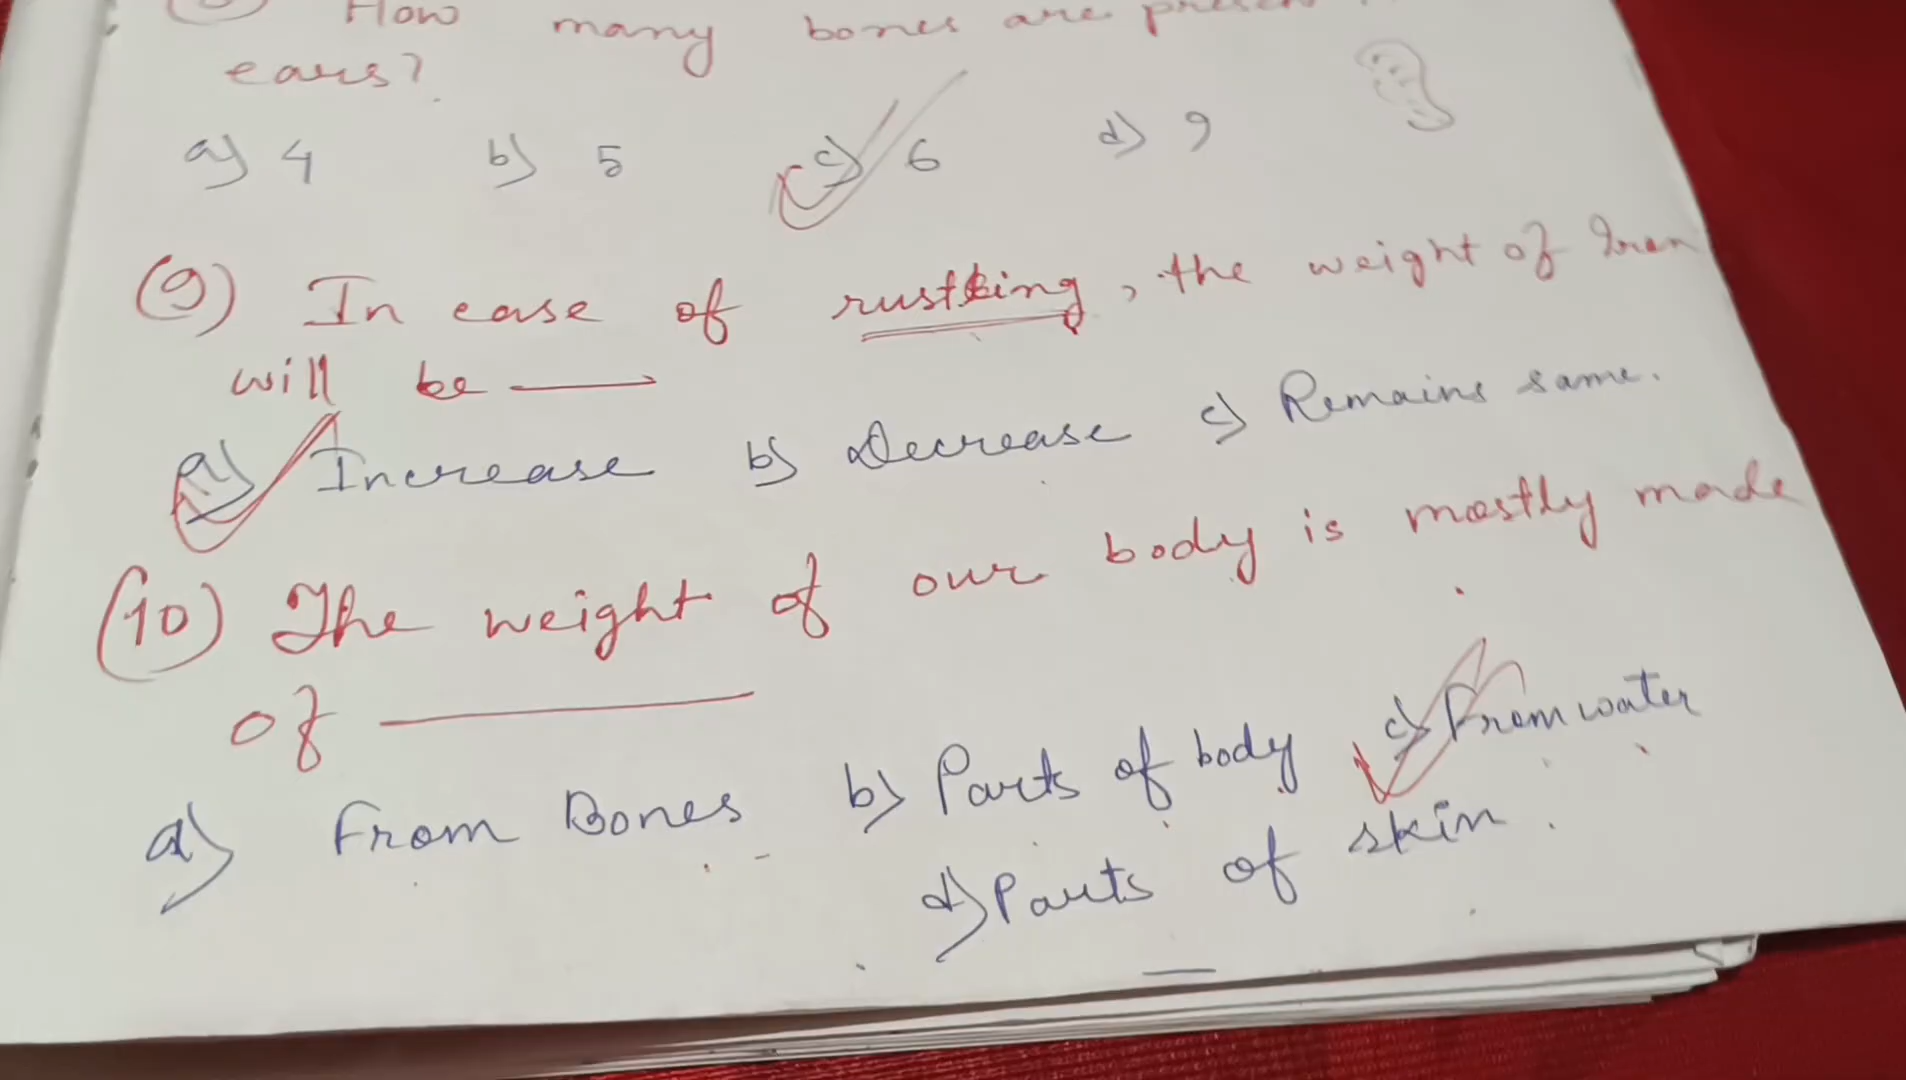 How many bones are present
ears?
a) 4 b) 5 c) 6 d) 9
(9) In case of rusting, the weight of Iron
will be
a) Increase b) Decrease c) Remains same.
(10) The weight of our body is mostly made
of
a) From Bones b) Parts of body c) From water
d) Parts of skin.